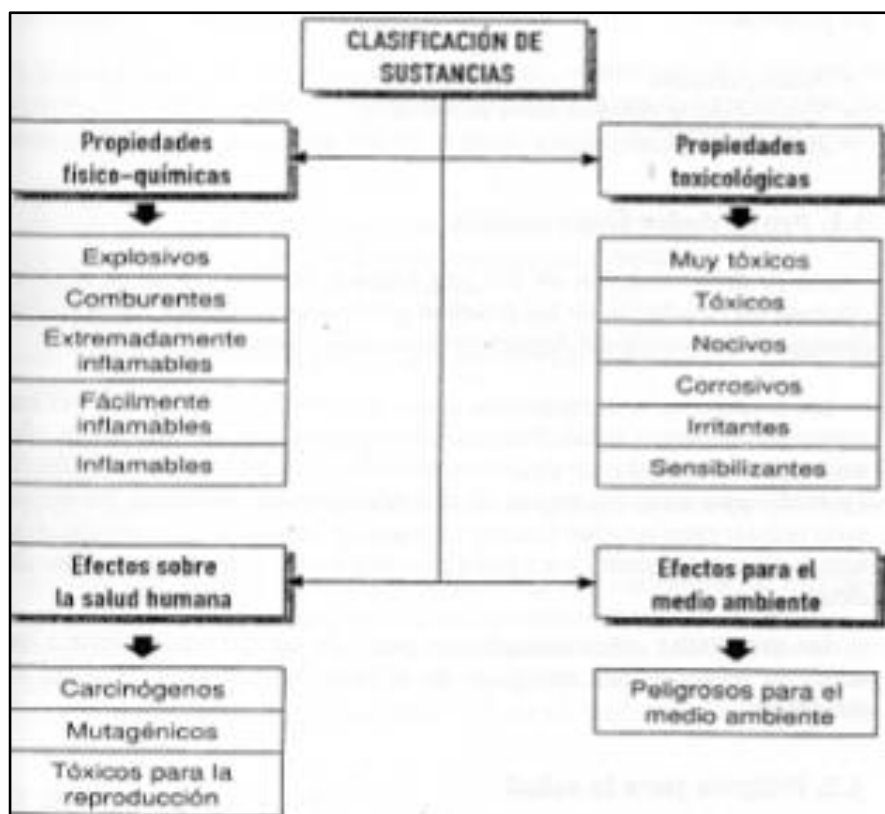 CLASIFICACIÓN DE
SUSTANCIAS
Propiedades
físico-químicas
Explosivos
Comburentes
Extremadamente
inflamables
Fácilmente
inflamables
Inflamables
Propiedades
toxicológicas
Muy tóxicos
Tóxicos
Nocivos
Corrosivos
Irritantes
Sensibilizantes
Efectos sobre
la salud humana
Carcinógenos
Mutagénicos
Tóxicos para la
reproducción
Efectos para el
medio ambiente
Peligrosos para el
medio ambiente